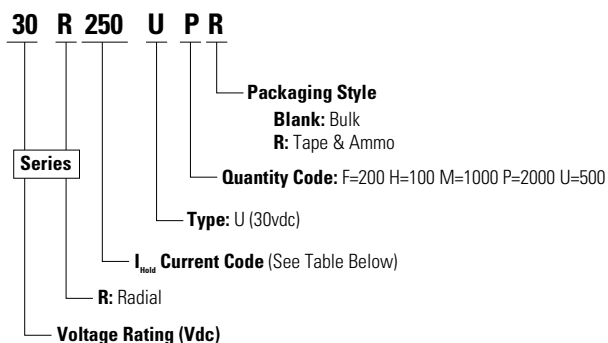 30 R 250 U P R
Packaging Style
Blank: Bulk
R: Tape & Ammo
Series
Quantity Code: F=200 H=100 M=1000 P=2000 U=500
Type: U (30vdc)
IHold Current Code (See Table Below)
R: Radial
Voltage Rating (Vdc)